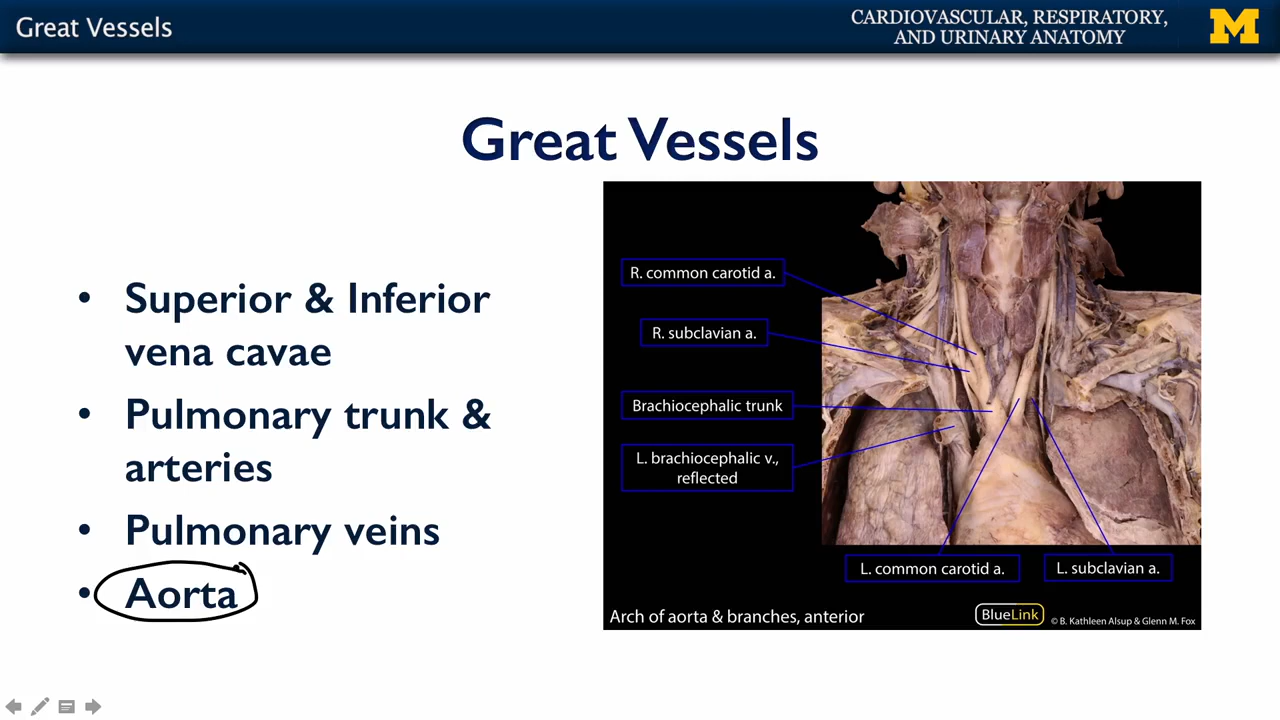 Great Vessels
CARDIOVASCULAR, RESPIRATORY,
AND URINARY ANATOMY
M
Great Vessels
• Superior & Inferior
vena cavae
• Pulmonary trunk &
arteries
• Pulmonary veins
• Aorta
R. common carotid a.
R. subclavian a.
Brachiocephalic trunk
L. brachiocephalic v.,
reflected
L. common carotid a.
L. subclavian a.
Arch of aorta & branches, anterior
BlueLink
© B. Kathleen Alsup & Glenn M. Fox